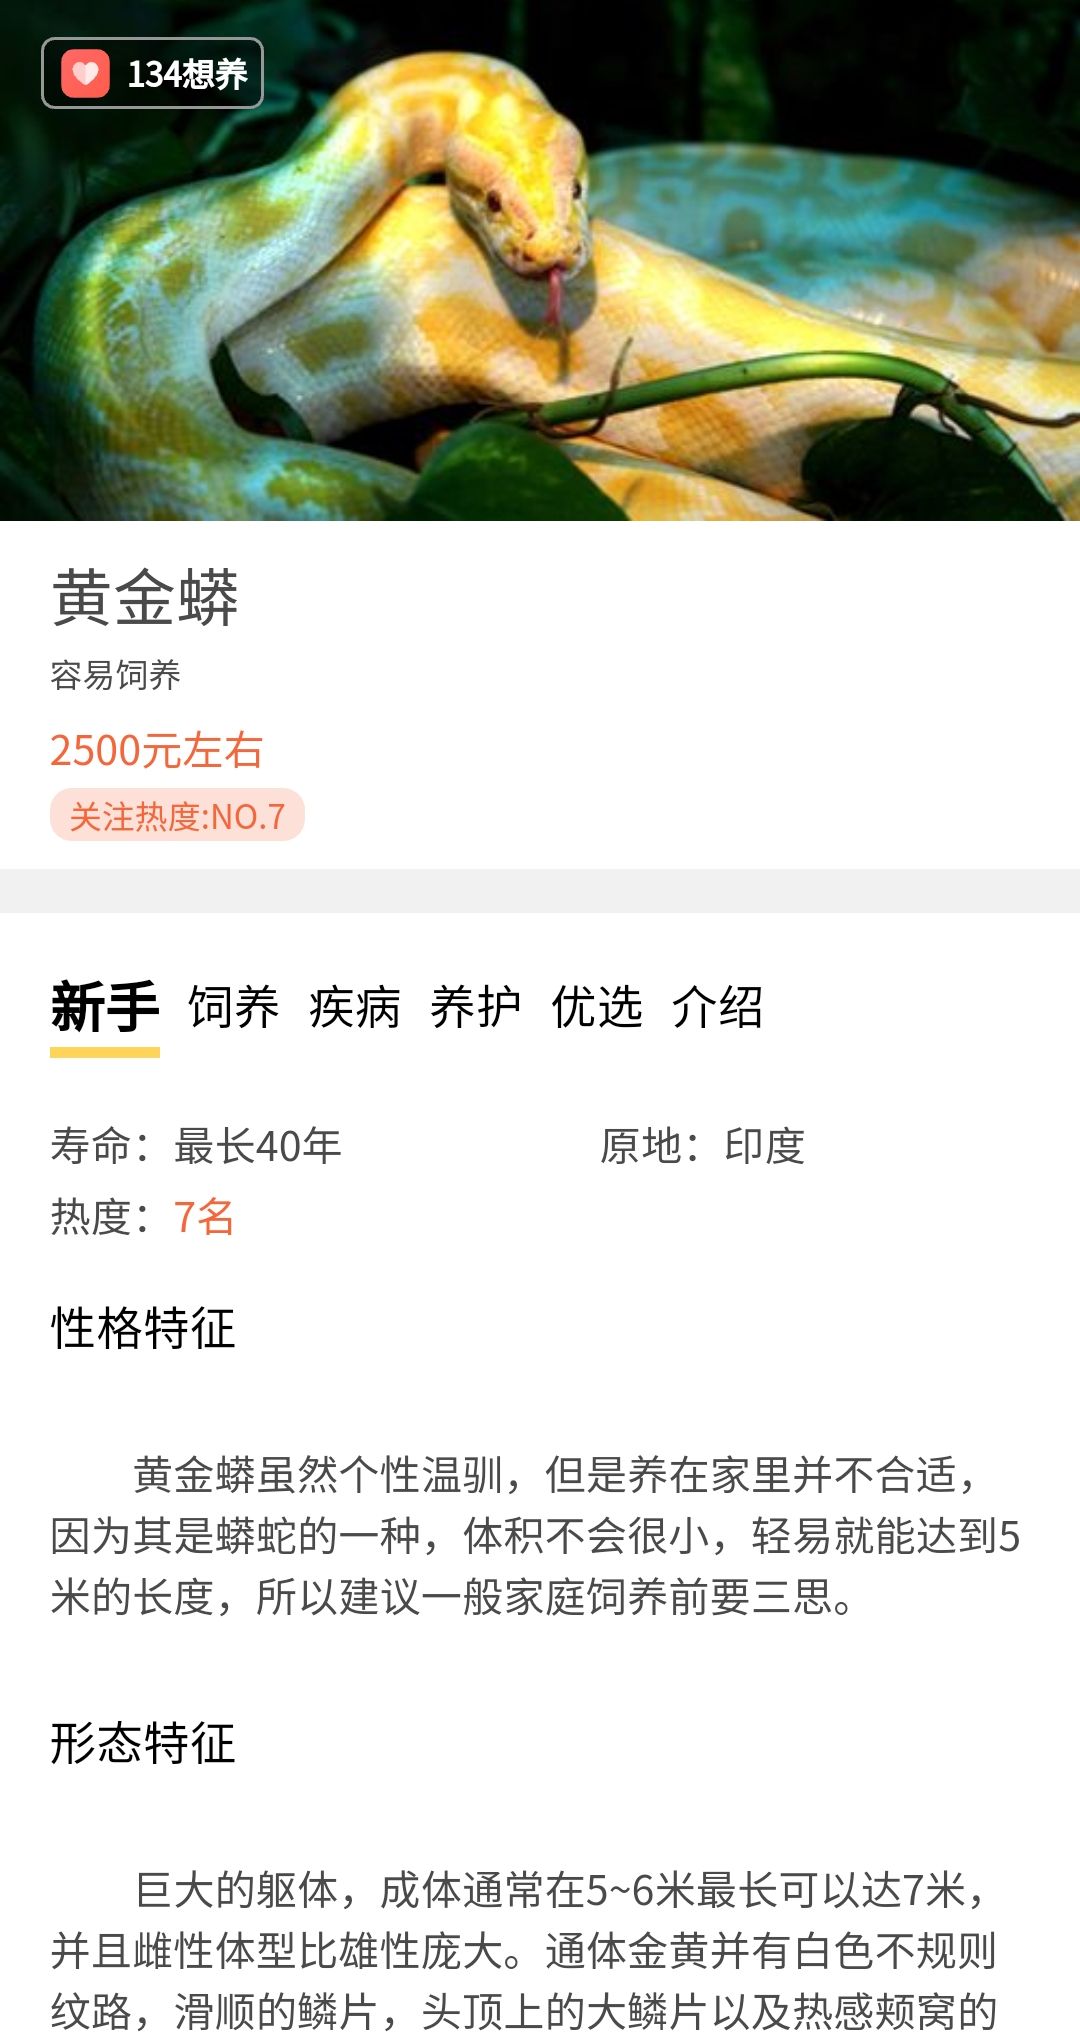 134想养
黄金蟒
容易饲养
2500元左右
关注热度:NO.7
新手 饲养 疾病 养护 优选 介绍
寿命：最长40年 原地：印度
热度：7名
性格特征
黄金蟒虽然个性温驯，但是养在家里并不合适，
因为其是蟒蛇的一种，体积不会很小，轻易就能达到5
米的长度，所以建议一般家庭饲养前要三思。
形态特征
巨大的躯体，成体通常在5~6米最长可以达7米，
并且雌性体型比雄性庞大。通体金黄并有白色不规则
纹路，滑顺的鳞片，头顶上的大鳞片以及热感颊窝的